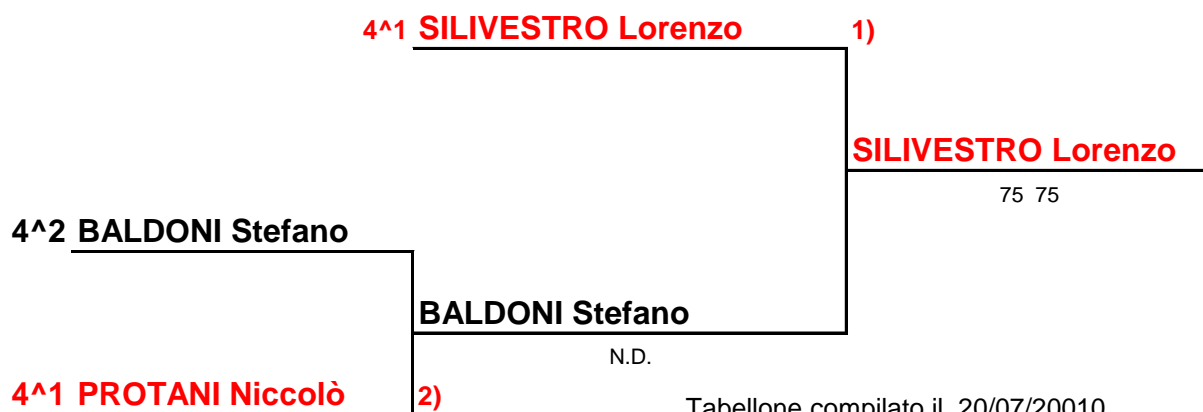 4^1 SILIVESTRO Lorenzo 1)
SILIVESTRO Lorenzo
75 75
4^2 BALDONI Stefano
BALDONI Stefano
N.D.
4^1 PROTANI Niccolò 2)
Tabellone compilato il 20/07/20010